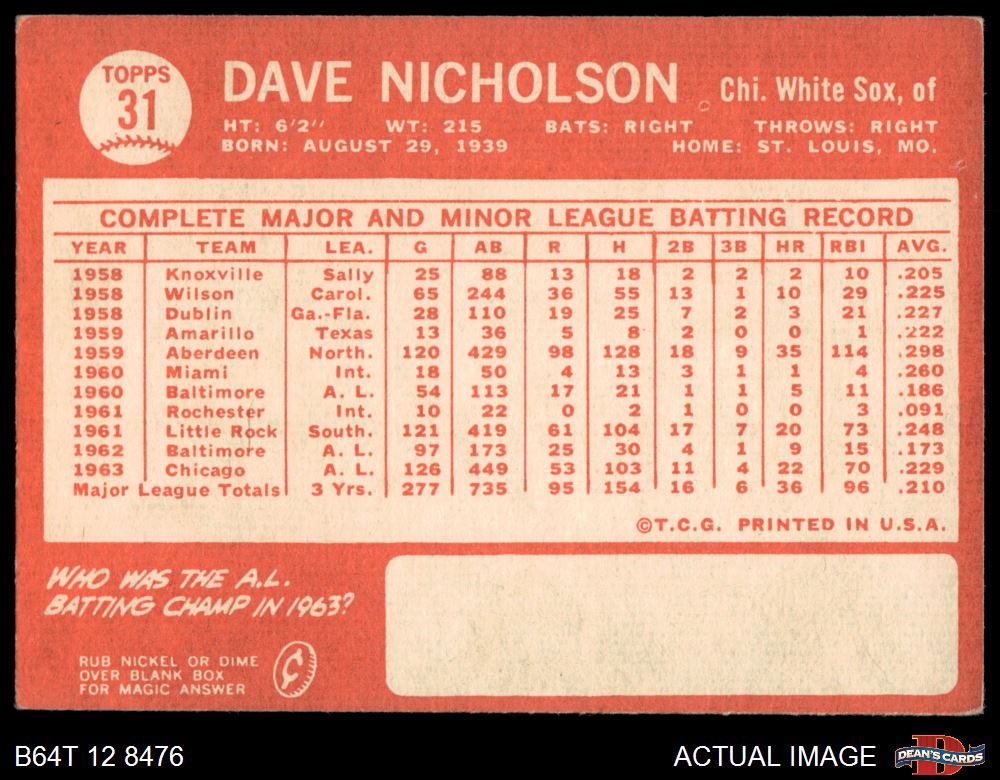 TOPPS
31
DAVE NICHOLSON Chi. White Sox, of
HT: 6'2'' WT: 215 BATS: RIGHT THROWS: RIGHT
BORN: AUGUST 29, 1939 HOME: ST. LOUIS, MO.
COMPLETE MAJOR AND MINOR LEAGUE BATTING RECORD
YEAR TEAM LEA. G AB R H 2B 3B HR RBI AVG.
1958 Knoxville Sally 25 88 13 18 2 2 2 10 .205
1958 Wilson Carol. 65 244 36 55 13 1 10 29 .225
1958 Dublin Ga.-Fla. 28 110 19 25 7 2 3 21 .227
1959 Amarillo Texas 13 36 5 8 2 0 0 1 .222
1959 Aberdeen North. 120 429 98 128 18 9 35 114 .298
1960 Miami Int. 18 50 4 13 3 1 1 4 .260
1960 Baltimore A. L. 54 113 17 21 1 1 5 11 .186
1961 Rochester Int. 10 22 0 2 1 0 0 3 .091
1961 Little Rock South. 121 419 61 104 17 7 20 73 .248
1962 Baltimore A. L. 97 173 25 30 4 1 9 15 .173
1963 Chicago A. L. 126 449 53 103 11 4 22 70 .229
Major League Totals 3 Yrs. 277 735 95 154 16 6 36 96 .210
©T.C.G. PRINTED IN U.S.A.
WHO WAS THE A.L.
BATTING CHAMP IN 1963?
RUB NICKEL OR DIME
OVER BLANK BOX
FOR MAGIC ANSWER
¢
B64T 12 8476 ACTUAL IMAGE
D
DEAN'S CARDS